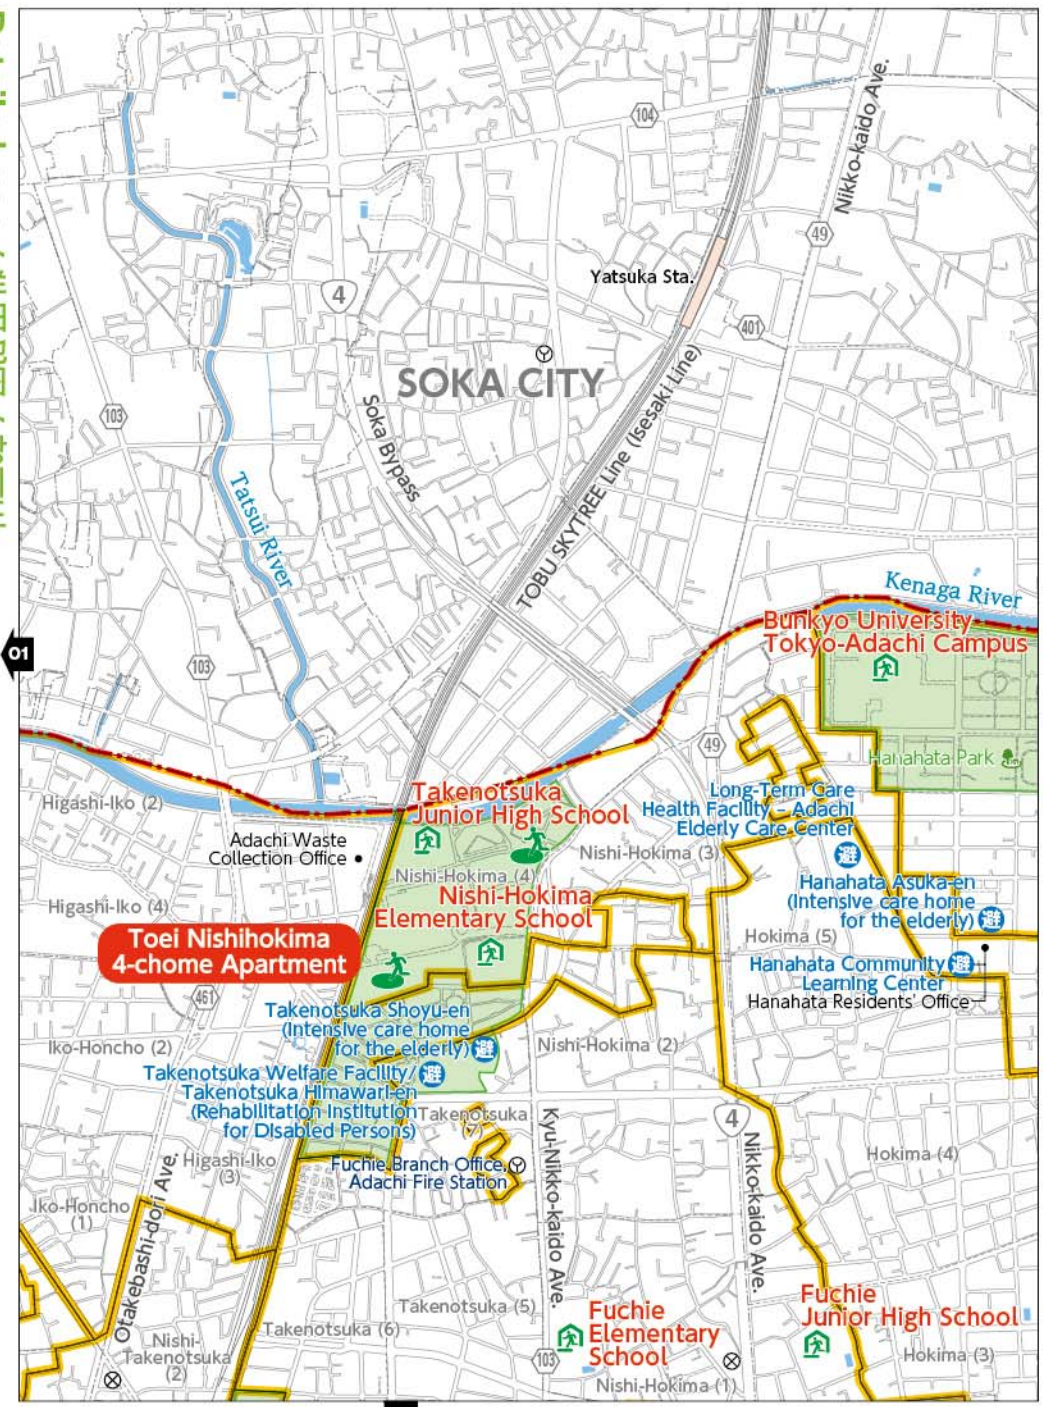 104
Nikko-kaido Ave.
49
Yatsuka Sta.
4
401
SOKA CITY
103
Soka Bypass
TOBU SKYTREE Line (Isesaki Line)
Tatsui River
Kenaga River
Bunkyo University
Tokyo-Adachi Campus
01
103
49
Hanahata Park
Higashi-Iko (2)
Takenotsuka
Junior High School
Long-Term Care
Health Facility – Adachi
Elderly Care Center
避
Adachi Waste
Collection Office
Nishi-Hokima (3)
Nishi-Hokima (4)
Hanahata Asuka-en
(Intensive care home
for the elderly)
避
Nishi-Hokima
Elementary School
Higashi-Iko (4)
Toei Nishihokima
4-chome Apartment
Hokima (5)
Hanahata Community
Learning Center
避
Hanahata Residents' Office
461
Takenotsuka Shoyu-en
(Intensive care home
for the elderly)
避
Iko-Honcho (2)
Nishi-Hokima (2)
Takenotsuka Welfare Facility/
Takenotsuka Himawari-en
(Rehabilitation Institution
for Disabled Persons)
避
Takenotsuka
(7)
4
Kyu-Nikko-kaido Ave.
Nikko-kaido Ave.
Hokima (4)
Higashi-Iko
(3)
Fuchie Branch Office,
Adachi Fire Station
Iko-Honcho
(1)
Otakebashi-dori Ave.
Takenotsuka (5)
Takenotsuka (6)
Fuchie
Elementary
School
Fuchie
Junior High School
Nishi-
Takenotsuka
(2)
103
Hokima (3)
Nishi-Hokima (1)